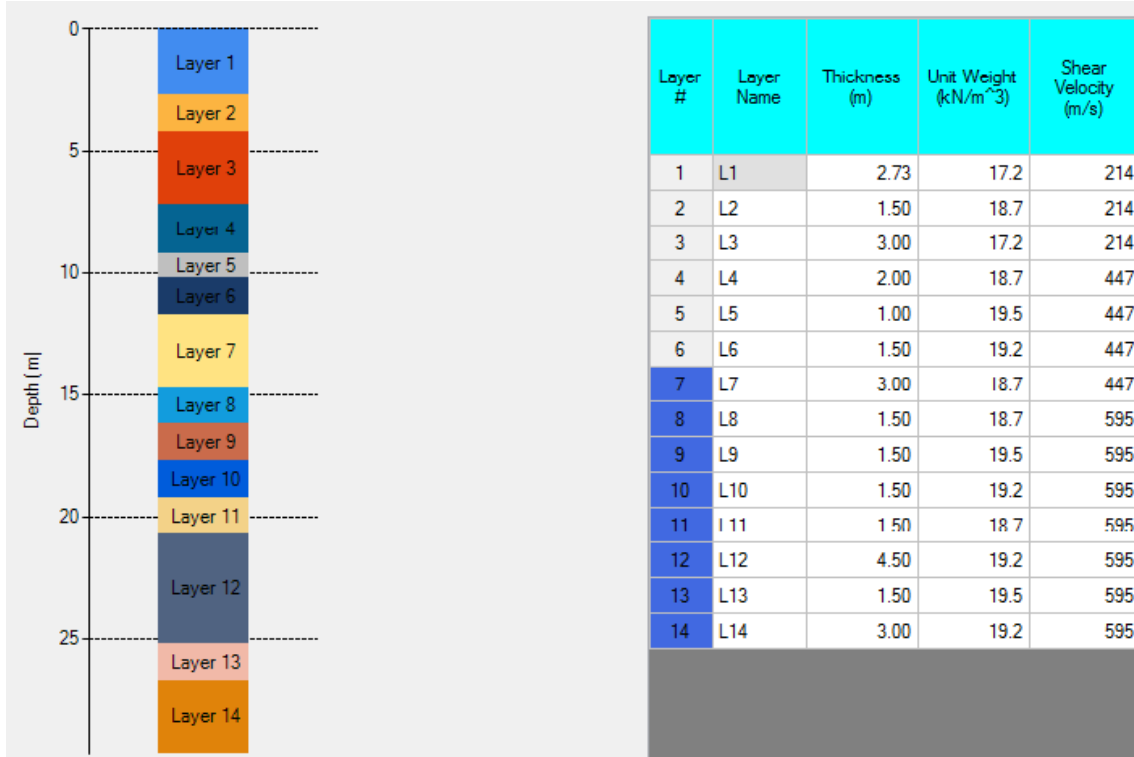 0
Layer 1
Layer 2
5
Layer 3
Layer 4
Layer 5
10
Layer 6
Layer 7
15
Layer 8
Layer 9
Layer 10
20
Layer 11
Layer 12
25
Layer 13
Layer 14
Depth (m)
Layer # Layer Name Thickness (m) Unit Weight (kN/m^3) Shear Velocity (m/s)
1 L1 2.73 17.2 214
2 L2 1.50 18.7 214
3 L3 3.00 17.2 214
4 L4 2.00 18.7 447
5 L5 1.00 19.5 447
6 L6 1.50 19.2 447
7 L7 3.00 18.7 447
8 L8 1.50 18.7 595
9 L9 1.50 19.5 595
10 L10 1.50 19.2 595
11 L11 1.50 18.7 595
12 L12 4.50 19.2 595
13 L13 1.50 19.5 595
14 L14 3.00 19.2 595